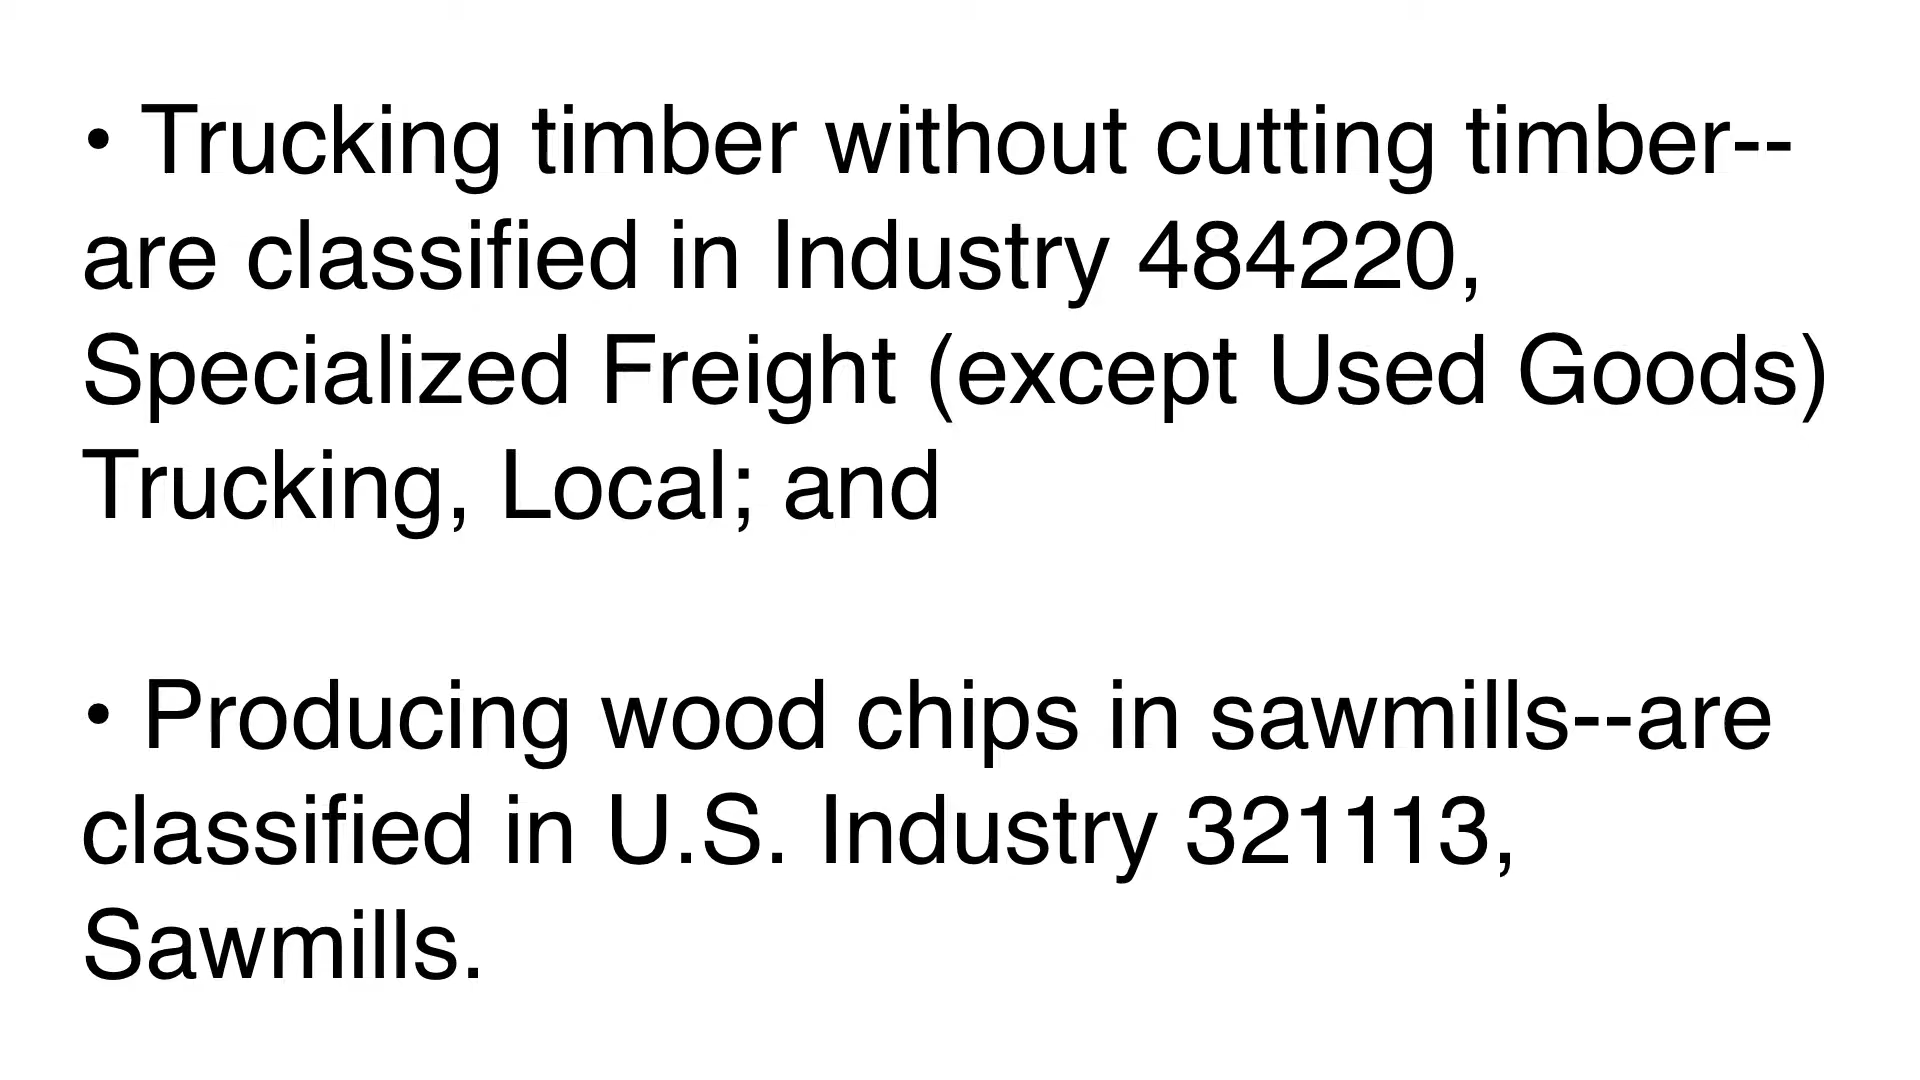 • Trucking timber without cutting timber--
are classified in Industry 484220,
Specialized Freight (except Used Goods)
Trucking, Local; and
• Producing wood chips in sawmills--are
classified in U.S. Industry 321113,
Sawmills.